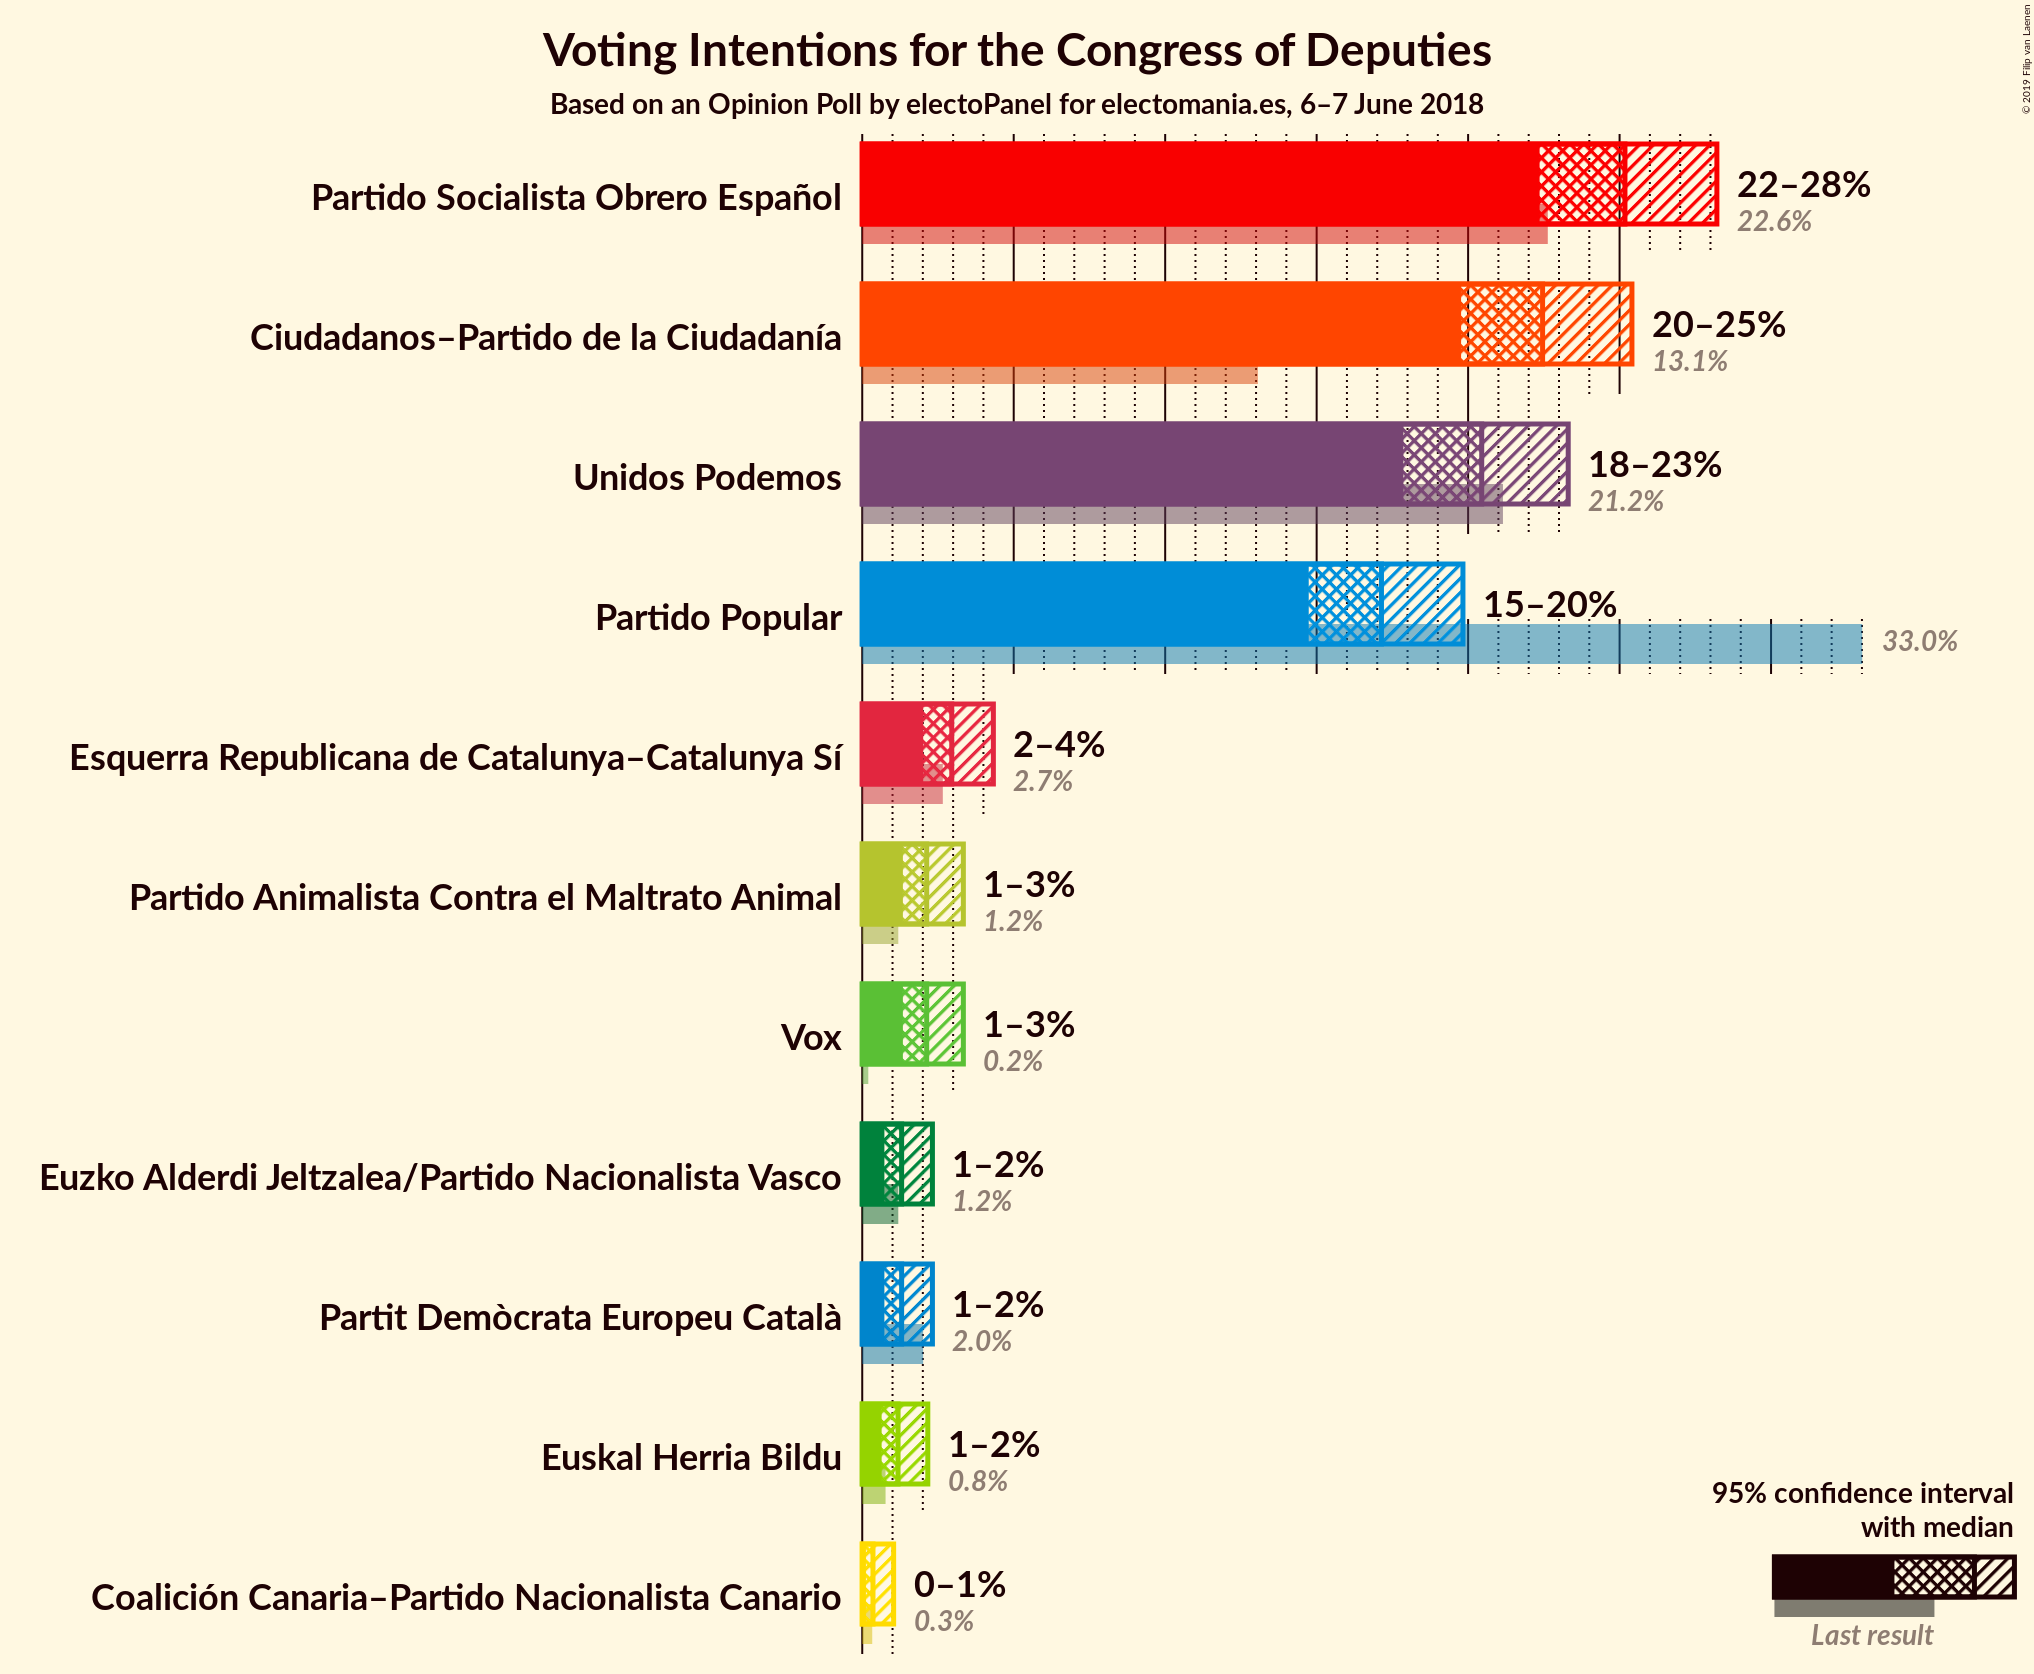 Voting Intentions for the Congress of Deputies
Based on an Opinion Poll by electoPanel for electomania.es, 6–7 June 2018
© 2019 Filip van Laenen
Partido Socialista Obrero Español
22–28%
22.6%
Ciudadanos–Partido de la Ciudadanía
20–25%
13.1%
Unidos Podemos
18–23%
21.2%
Partido Popular
15–20%
33.0%
Esquerra Republicana de Catalunya–Catalunya Sí
2–4%
2.7%
Partido Animalista Contra el Maltrato Animal
1–3%
1.2%
Vox
1–3%
0.2%
Euzko Alderdi Jeltzalea/Partido Nacionalista Vasco
1–2%
1.2%
Partit Demòcrata Europeu Català
1–2%
2.0%
Euskal Herria Bildu
1–2%
0.8%
Coalición Canaria–Partido Nacionalista Canario
0–1%
0.3%
95% confidence interval
with median
Last result